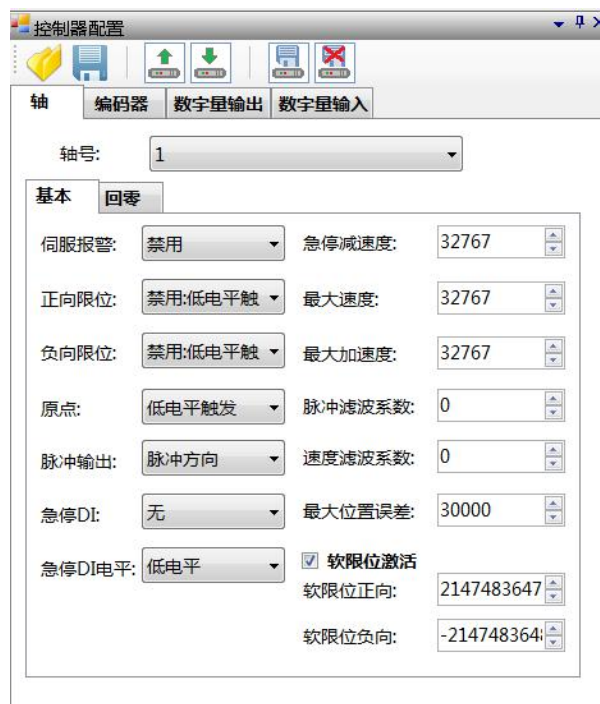 控制器配置
轴 编码器 数字量输出 数字量输入
轴号: 1
基本 回零
伺服报警: 禁用 急停减速度: 32767
正向限位: 禁用:低电平触 最大速度: 32767
负向限位: 禁用:低电平触 最大加速度: 32767
原点: 低电平触发 脉冲滤波系数: 0
脉冲输出: 脉冲方向 速度滤波系数: 0
急停DI: 无 最大位置误差: 30000
急停DI电平: 低电平 软限位激活
软限位正向: 2147483647
软限位负向: -214748364